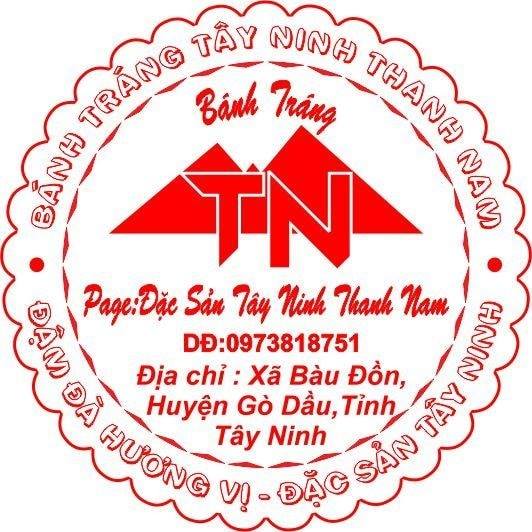 BÁNH TRÁNG TÂY NINH THANH NAM
Bánh Tráng
TN
Page:Đặc Sản Tây Ninh Thanh Nam
DĐ:0973818751
Địa chỉ : Xã Bàu Đồn,
Huyện Gò Dầu,Tỉnh
Tây Ninh
ĐẬM ĐÀ HƯƠNG VỊ - ĐẶC SẢN TÂY NINH